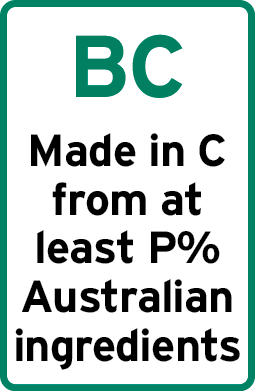 BC
Made in C
from at
least P%
Australian
ingredients